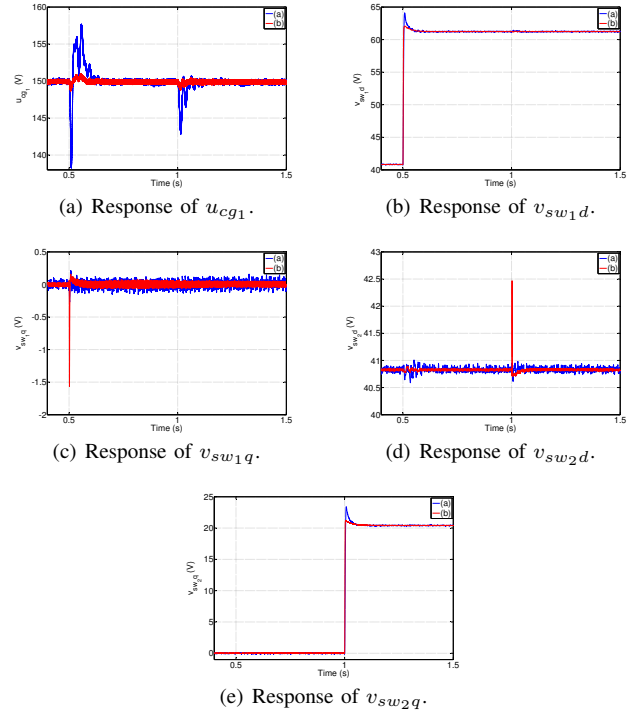 160
155
150
145
140
u_cg1 (V)
0.5
1
1.5
Time (s)
(a)
(b)
(a) Response of u_cg1.
65
60
55
50
45
40
v_sw1d (V)
0.5
1
1.5
Time (s)
(a)
(b)
(b) Response of v_sw1d.
0.5
0
-0.5
-1
-1.5
-2
v_sw1q (V)
0.5
1
1.5
Time (s)
(a)
(b)
(c) Response of v_sw1q.
43
42.5
42
41.5
41
40.5
40
v_sw2d (V)
0.5
1
1.5
Time (s)
(a)
(b)
(d) Response of v_sw2d.
25
20
15
10
5
0
v_sw2q (V)
0.5
1
1.5
Time (s)
(a)
(b)
(e) Response of v_sw2q.